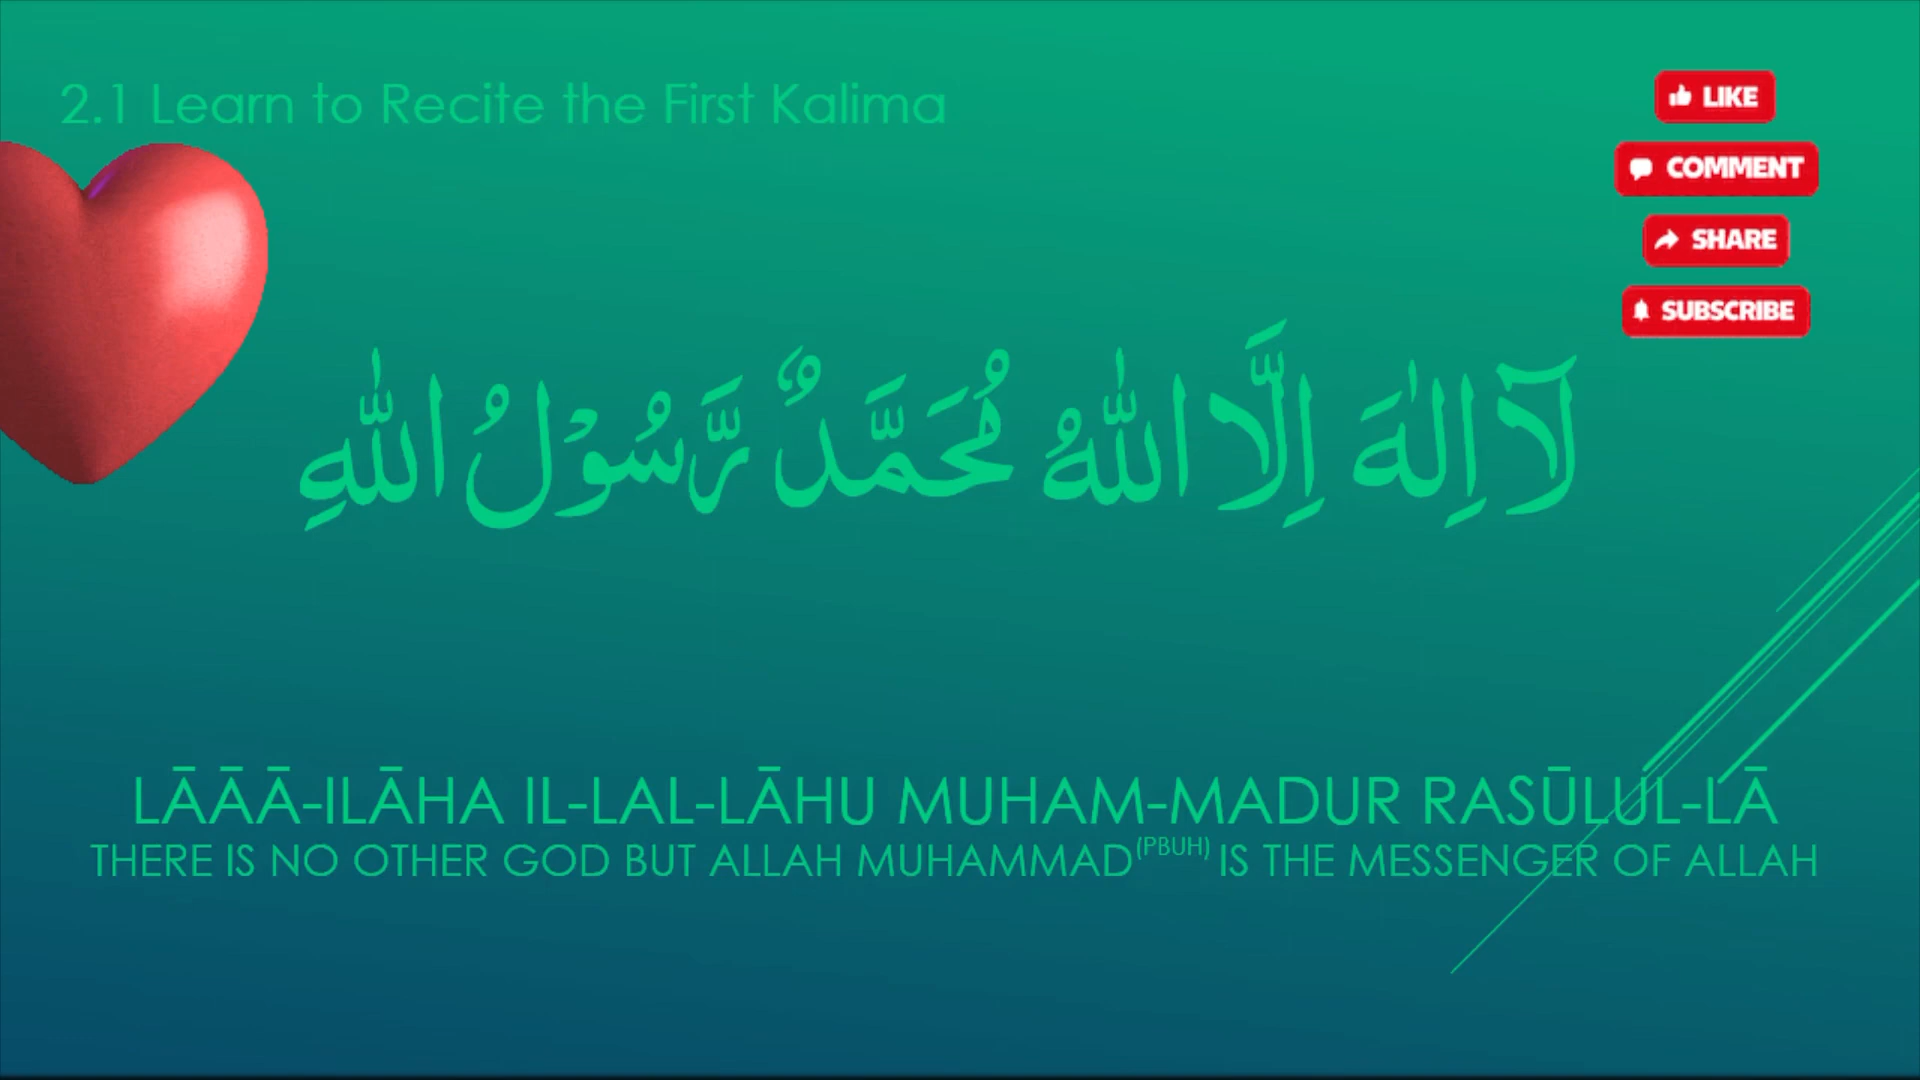 2.1 Learn to Recite the First Kalima
LIKE
COMMENT
SHARE
SUBSCRIBE
لَآ اِلٰهَ اِلَّا اللّٰهُ مُحَمَّدٌ رَّسُوْلُ اللّٰهِ
LĀĀĀ-ILĀHA IL-LAL-LĀHU MUHAM-MADUR RASŪLUL-LĀ
THERE IS NO OTHER GOD BUT ALLAH MUHAMMAD(PBUH) IS THE MESSENGER OF ALLAH